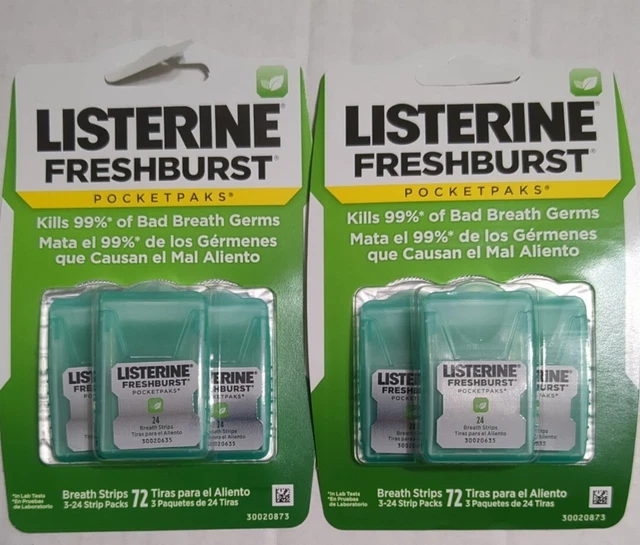 LISTERINE®
FRESHBURST®
POCKETPAKS®
Kills 99%* of Bad Breath Germs
Mata el 99%* de los Gérmenes
que Causan el Mal Aliento
LISTERINE
FRESHBURST®
POCKETPAKS®
24
Breath Strips
Tiras para el Aliento
30020635
*In Lab Tests
*En Pruebas
de Laboratorio
Breath Strips 72 Tiras para el Aliento
3-24 Strip Packs 3 Paquetes de 24 Tiras
30020873
LISTERINE®
FRESHBURST®
POCKETPAKS®
Kills 99%* of Bad Breath Germs
Mata el 99%* de los Gérmenes
que Causan el Mal Aliento
LISTERINE
FRESHBURST®
POCKETPAKS®
24
Breath Strips
Tiras para el Aliento
30020635
*In Lab Tests
*En Pruebas
de Laboratorio
Breath Strips 72 Tiras para el Aliento
3-24 Strip Packs 3 Paquetes de 24 Tiras
30020873